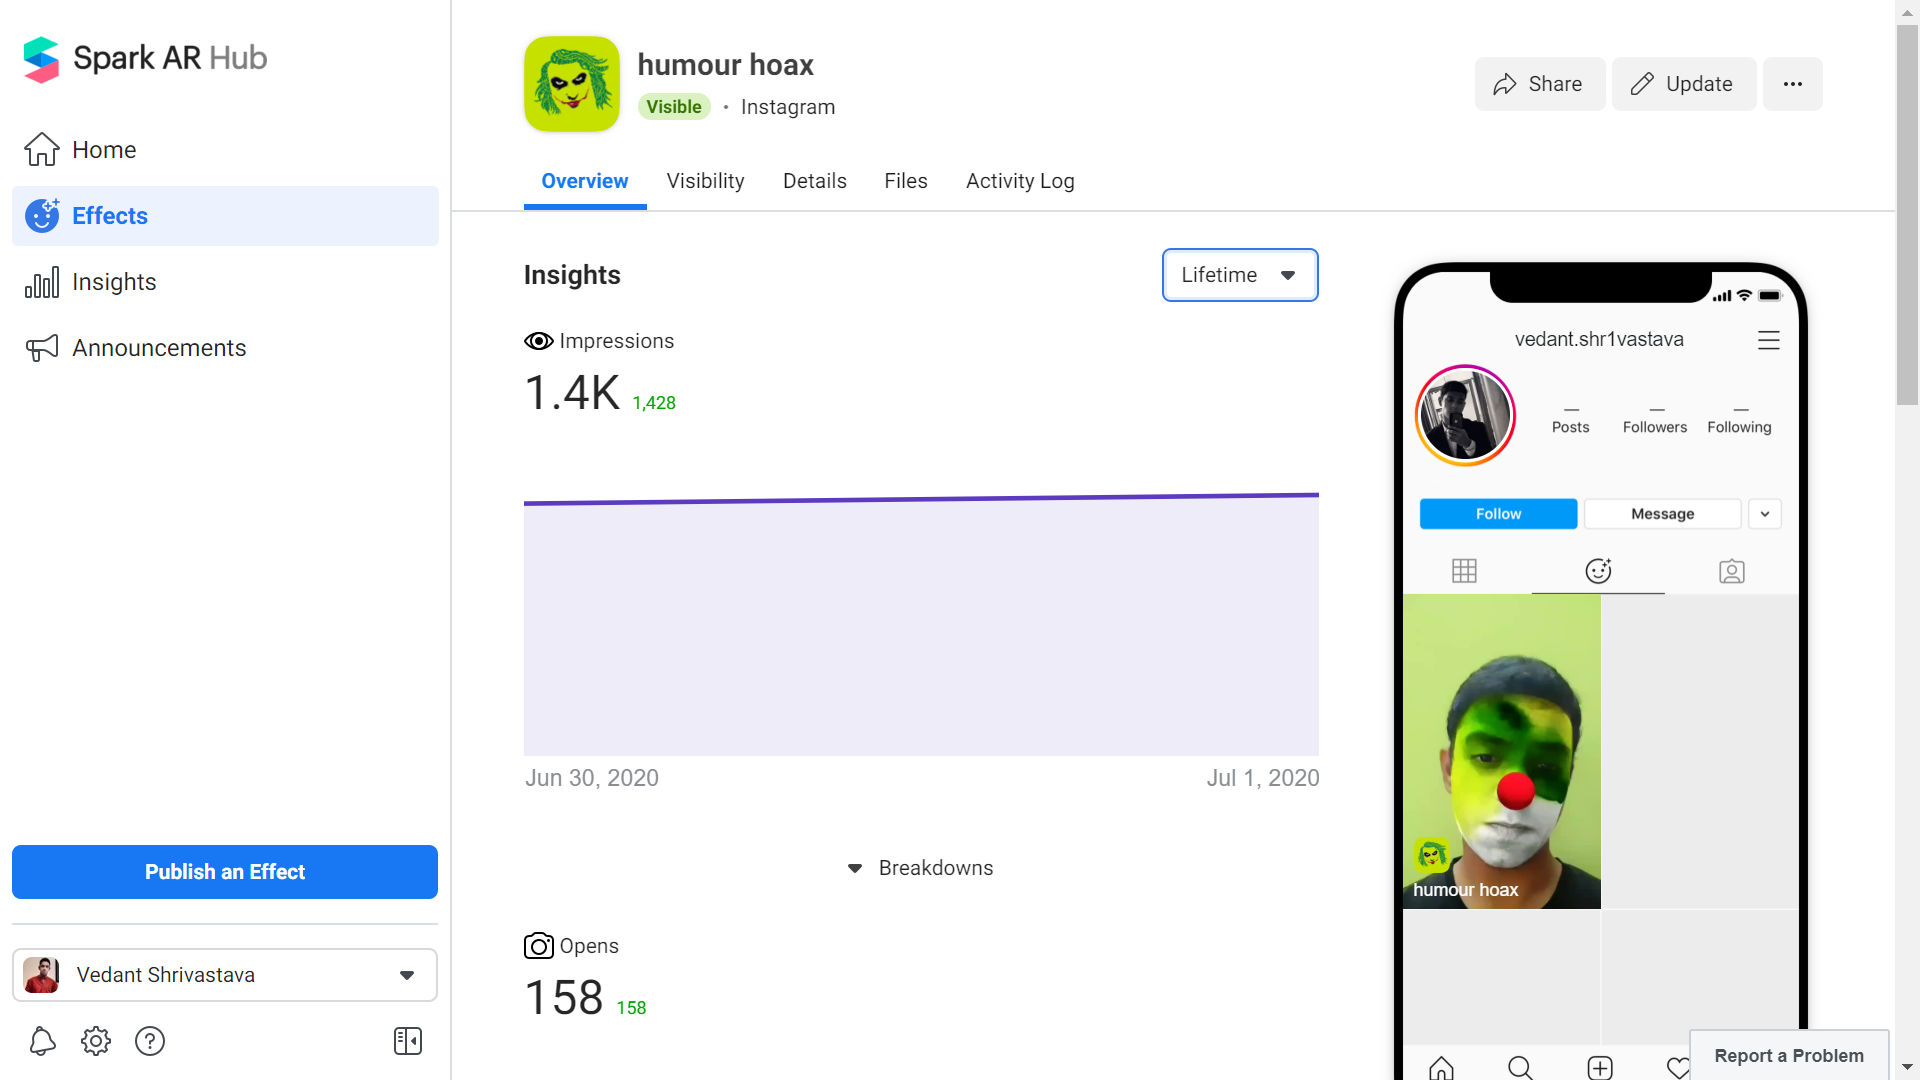 Spark AR Hub
Home
Effects
Insights
Announcements
Publish an Effect
Vedant Shrivastava
humour hoax
Visible • Instagram
Share
Update
Overview
Visibility
Details
Files
Activity Log
Insights
Lifetime
Impressions
1.4K 1,428
Jun 30, 2020
Jul 1, 2020
Breakdowns
Opens
158 158
vedant.shr1vastava
Posts
Followers
Following
Follow
Message
humour hoax
Report a Problem